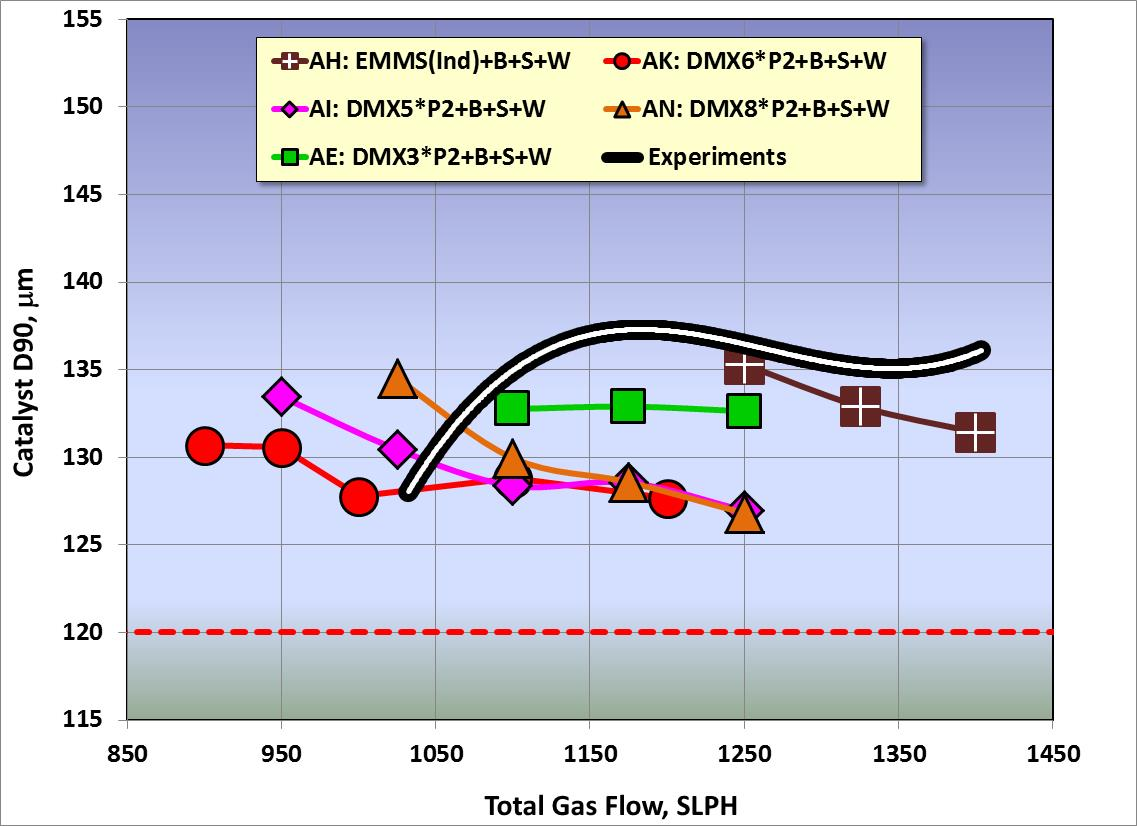 155
150
145
140
135
130
125
120
115
AH: EMMS(Ind)+B+S+W
AK: DMX6*P2+B+S+W
AI: DMX5*P2+B+S+W
AN: DMX8*P2+B+S+W
AE: DMX3*P2+B+S+W
Experiments
Catalyst D90, μm
850 950 1050 1150 1250 1350 1450
Total Gas Flow, SLPH